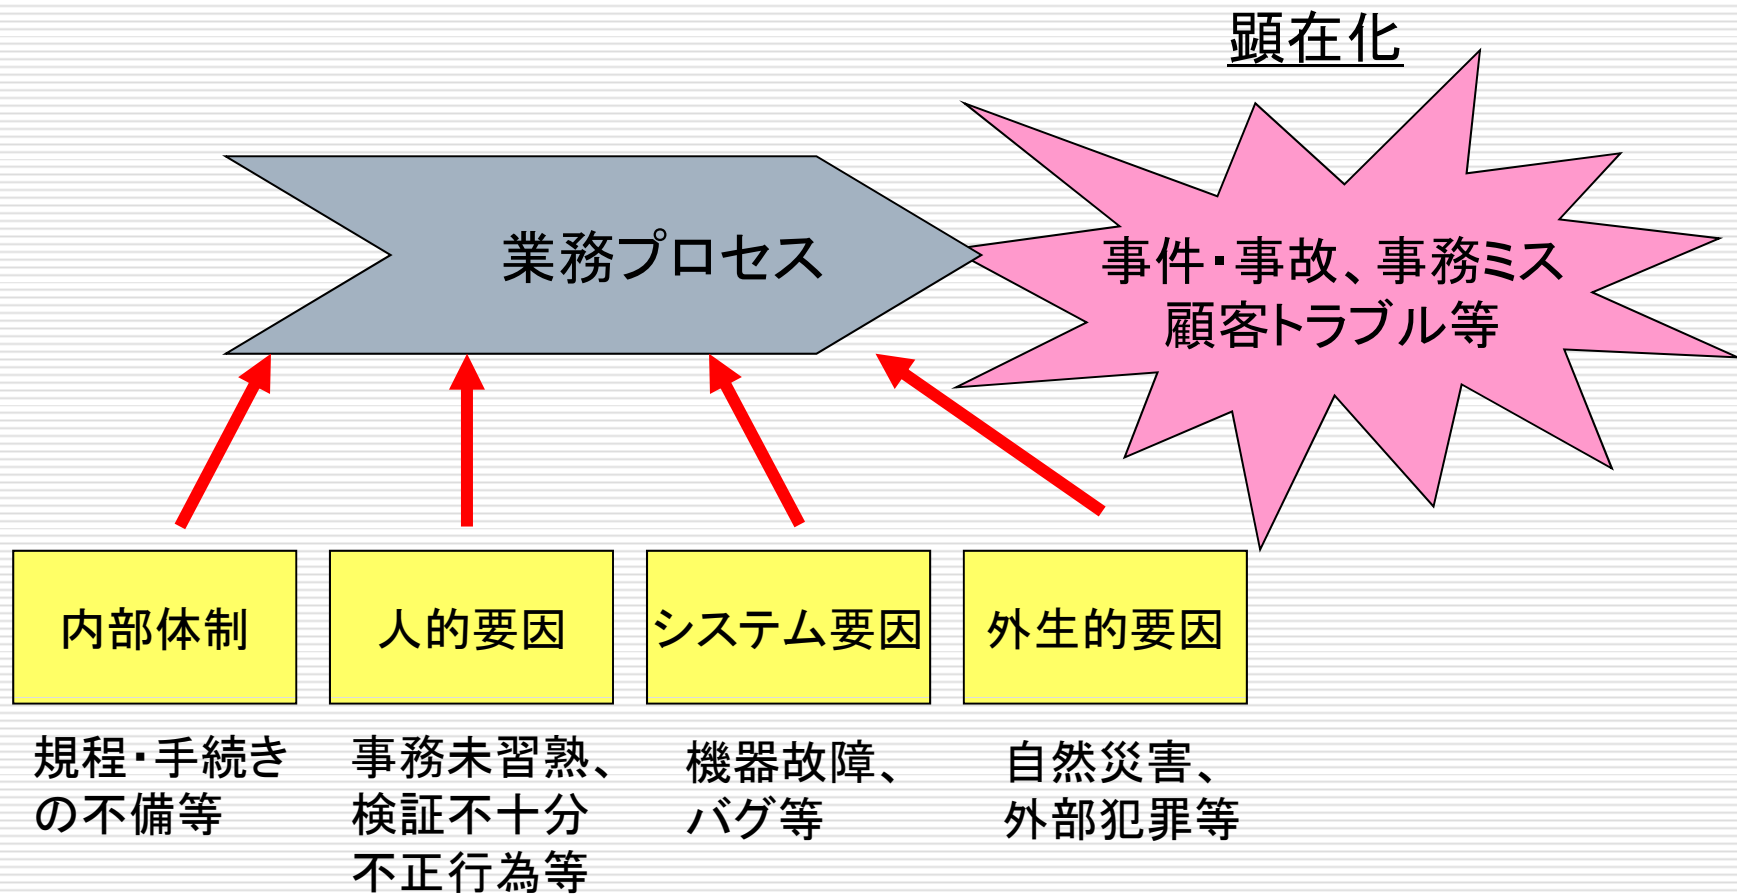 顕在化
業務プロセス
事件・事故、事務ミス
顧客トラブル等
内部体制
人的要因
システム要因
外生的要因
規程・手続き
の不備等
事務未習熟、
検証不十分
不正行為等
機器故障、
バグ等
自然災害、
外部犯罪等